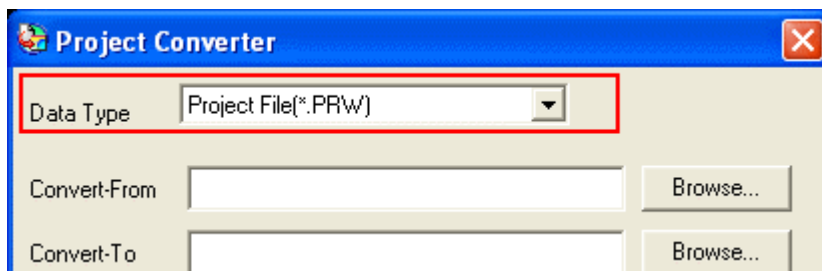 Project Converter
Data Type Project File(*.PRW)
Convert-From Browse...
Convert-To Browse...